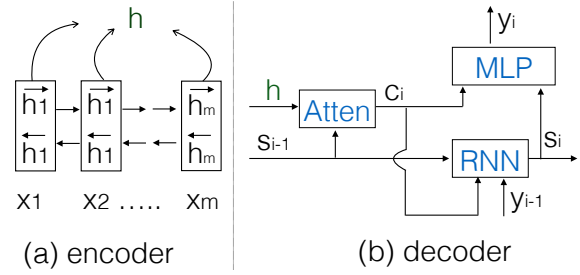 h
h1 h1 hm
h1 h1 hm
X1 X2 ..... Xm
(a) encoder
yi
MLP
h Atten Ci
Si-1 RNN Si
yi-1
(b) decoder